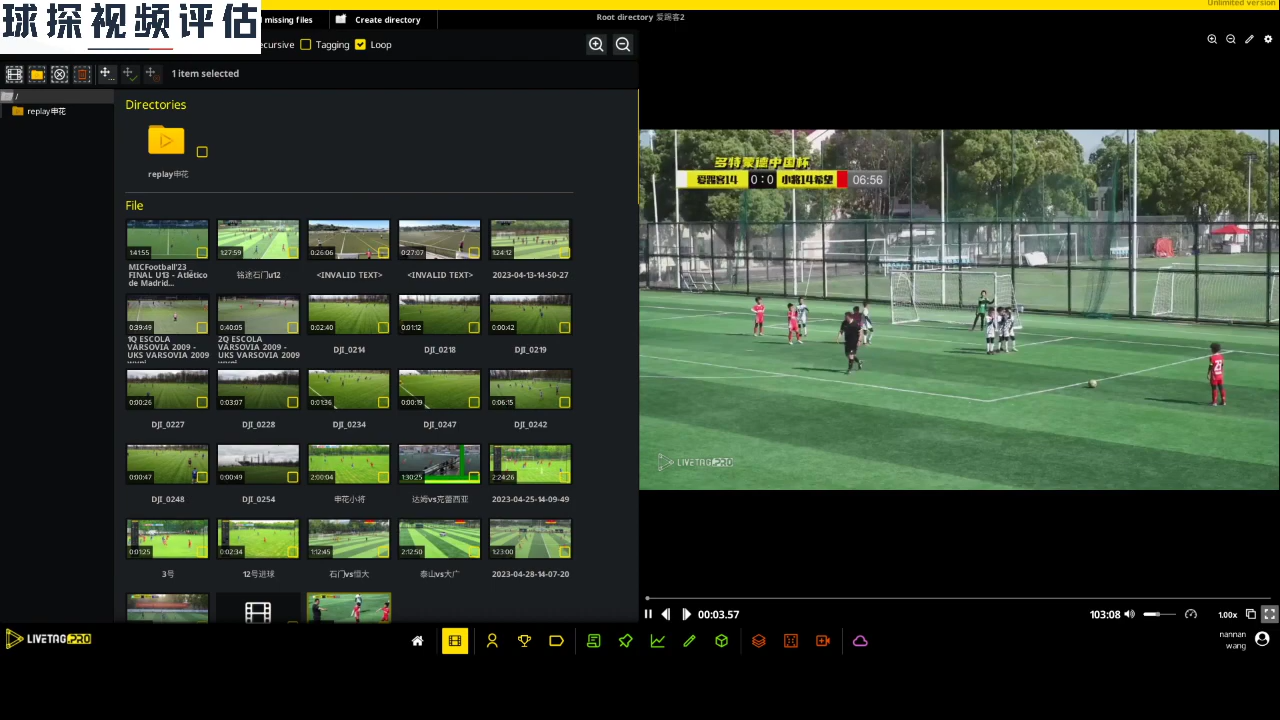 Unlimited version
球探视频评估
missing files
Create directory
Root directory 爱踢客2
ecursive
Tagging
Loop
1 item selected
/
replay申花
Directories
replay申花
File
1:41:55
1:27:59
0:26:06
0:27:07
1:24:12
MICFootball'23
FINAL U13 - Atlético
de Madrid...
铭途石门u12
<INVALID TEXT>
<INVALID TEXT>
2023-04-13-14-50-27
0:39:49
0:40:05
0:02:40
0:01:12
0:00:42
1Q ESCOLA
VARSOVIA 2009 -
UKS VARSOVIA 2009
2Q ESCOLA
VARSOVIA 2009 -
UKS VARSOVIA 2009
DJI_0214
DJI_0218
DJI_0219
0:00:26
0:03:07
0:01:36
0:00:19
0:06:15
DJI_0227
DJI_0228
DJI_0234
DJI_0247
DJI_0242
0:00:47
0:00:49
2:00:04
1:30:25
2:24:26
DJI_0248
DJI_0254
申花小将
达姆vs克蕾西亚
2023-04-25-14-09-49
0:01:25
0:02:34
1:12:45
2:12:50
1:23:00
3号
12号进球
石门vs恒大
泰山vs大广
2023-04-28-14-07-20
多特蒙德中国杯
爱踢客14 0:0 小将14希望 06:56
23
LIVETAGPRO
00:03.57
103:08
1.00x
LIVETAG.PRO
nannan
wang